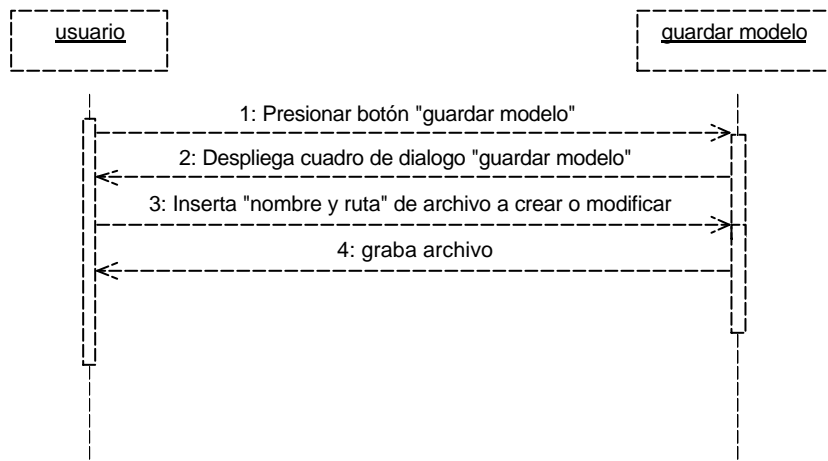 usuario
guardar modelo
1: Presionar botón "guardar modelo"
2: Despliega cuadro de dialogo "guardar modelo"
3: Inserta "nombre y ruta" de archivo a crear o modificar
4: graba archivo